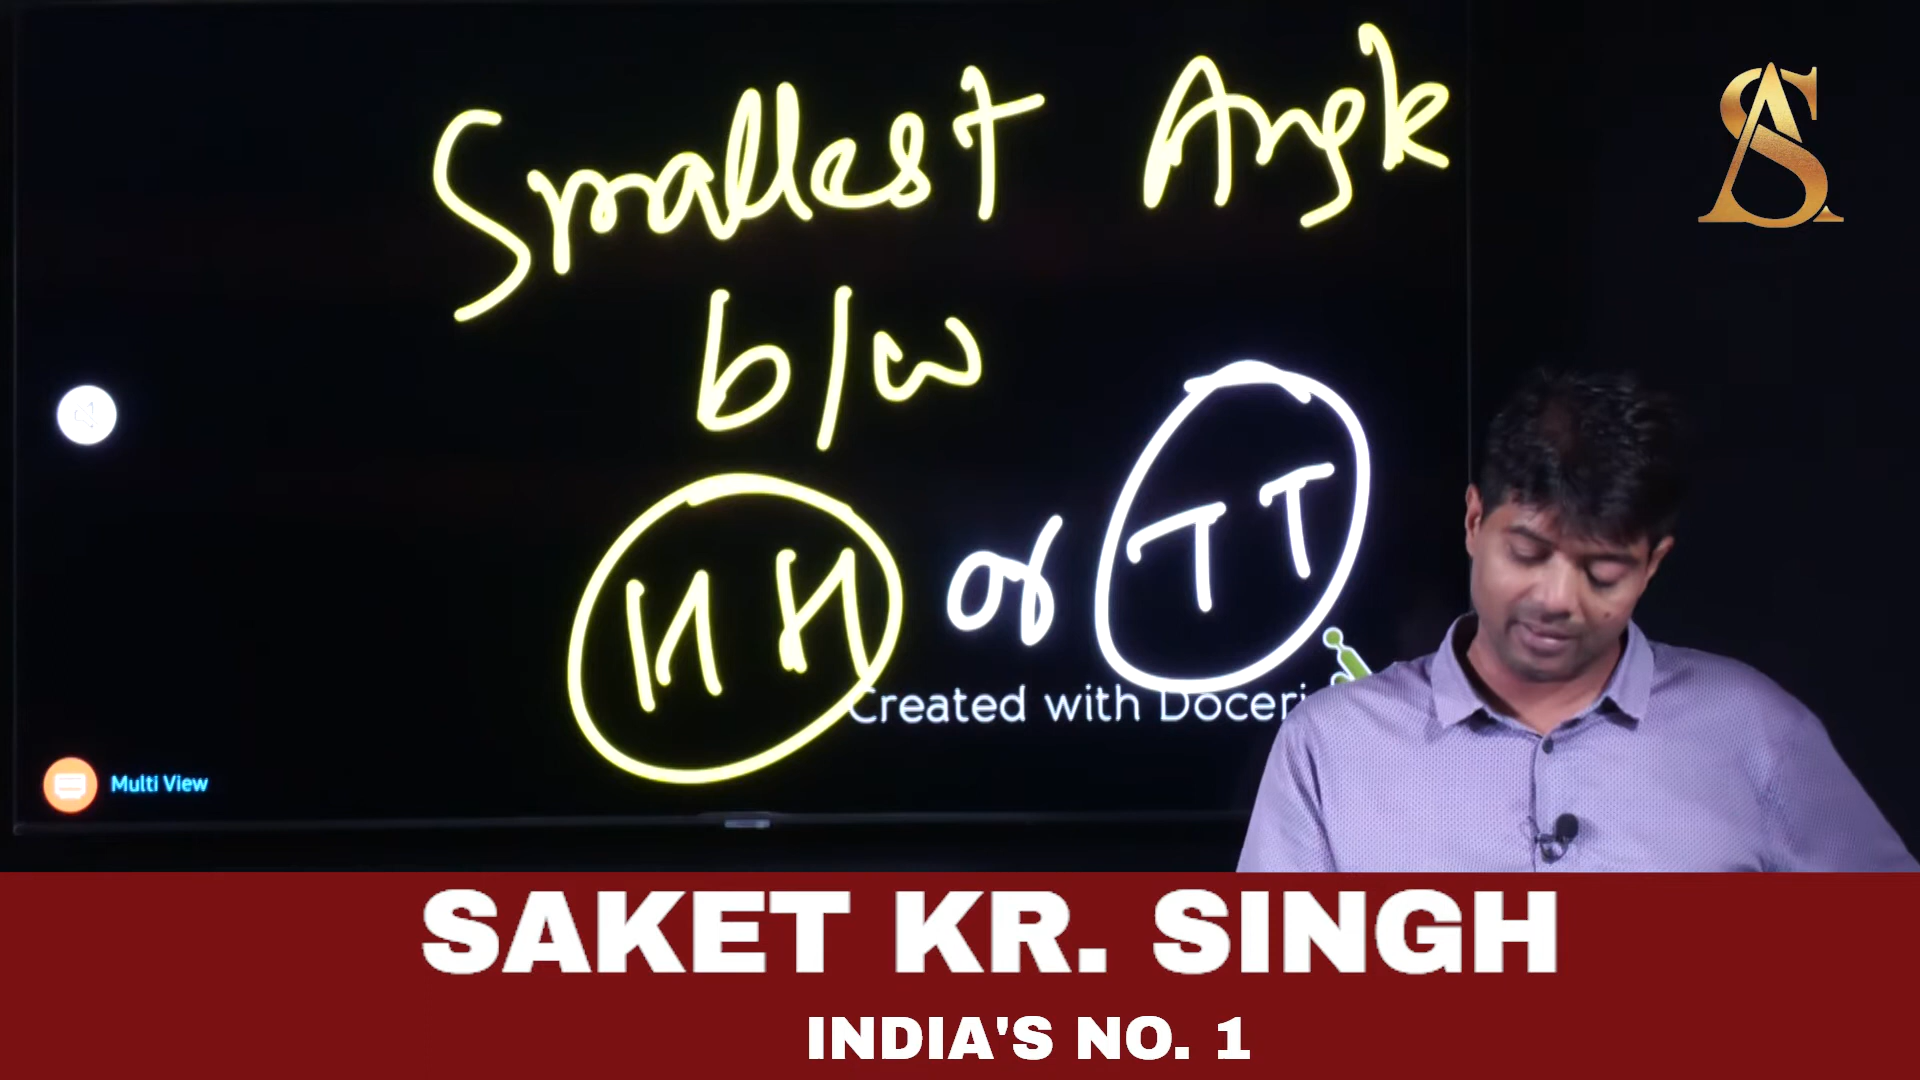 Smallest Angle
b/w
HH or TT
Created with Doceri
Multi View
SAKET KR. SINGH
INDIA'S NO. 1